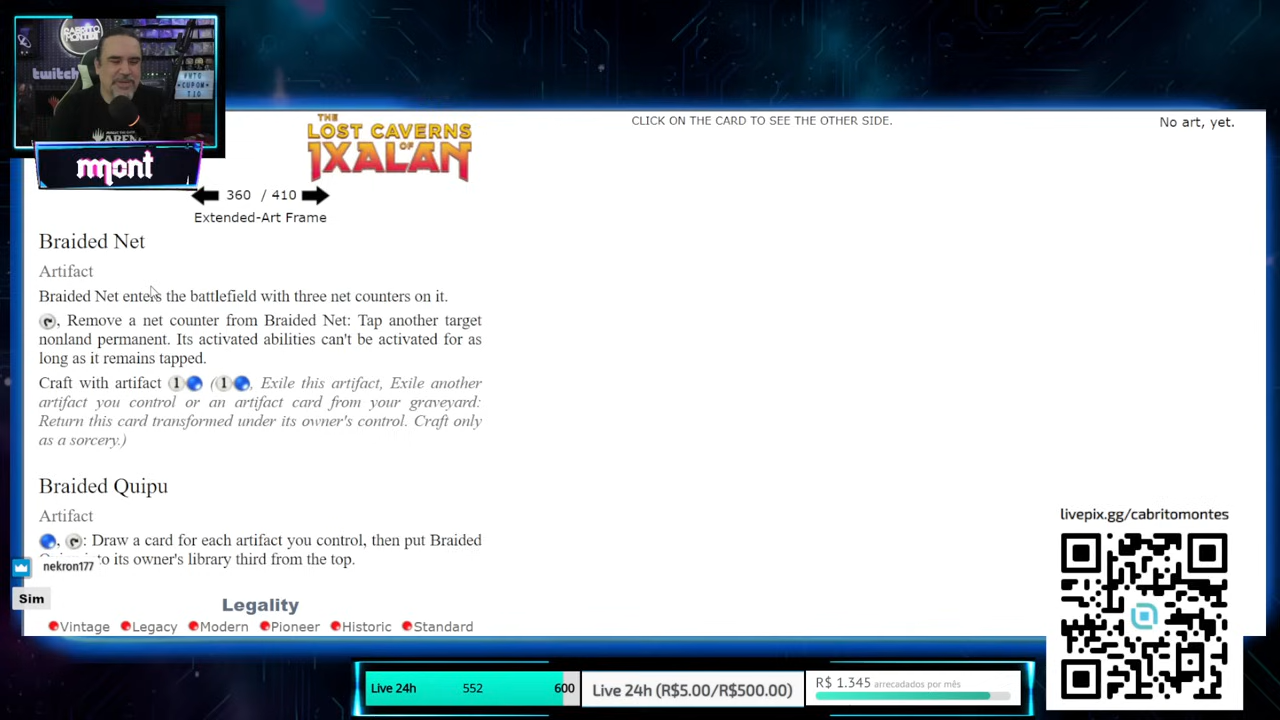 CABRITO
twitch
ARENA
mont
THE
LOST CAVERNS
OF
IXALAN
CLICK ON THE CARD TO SEE THE OTHER SIDE.
No art, yet.
360 / 410
Extended-Art Frame
Braided Net
Artifact
Braided Net enters the battlefield with three net counters on it.
, Remove a net counter from Braided Net: Tap another target
nonland permanent. Its activated abilities can't be activated for as
long as it remains tapped.
Craft with artifact 1 (1 , Exile this artifact, Exile another
artifact you control or an artifact card from your graveyard:
Return this card transformed under its owner's control. Craft only
as a sorcery.)
Braided Quipu
Artifact
, : Draw a card for each artifact you control, then put Braided
to its owner's library third from the top.
nekron177
Sim
Legality
Vintage Legacy Modern Pioneer Historic Standard
livepix.gg/cabritomontes
Live 24h 552 600
Live 24h (R$5.00/R$500.00)
R$ 1.345 arrecadados por mês